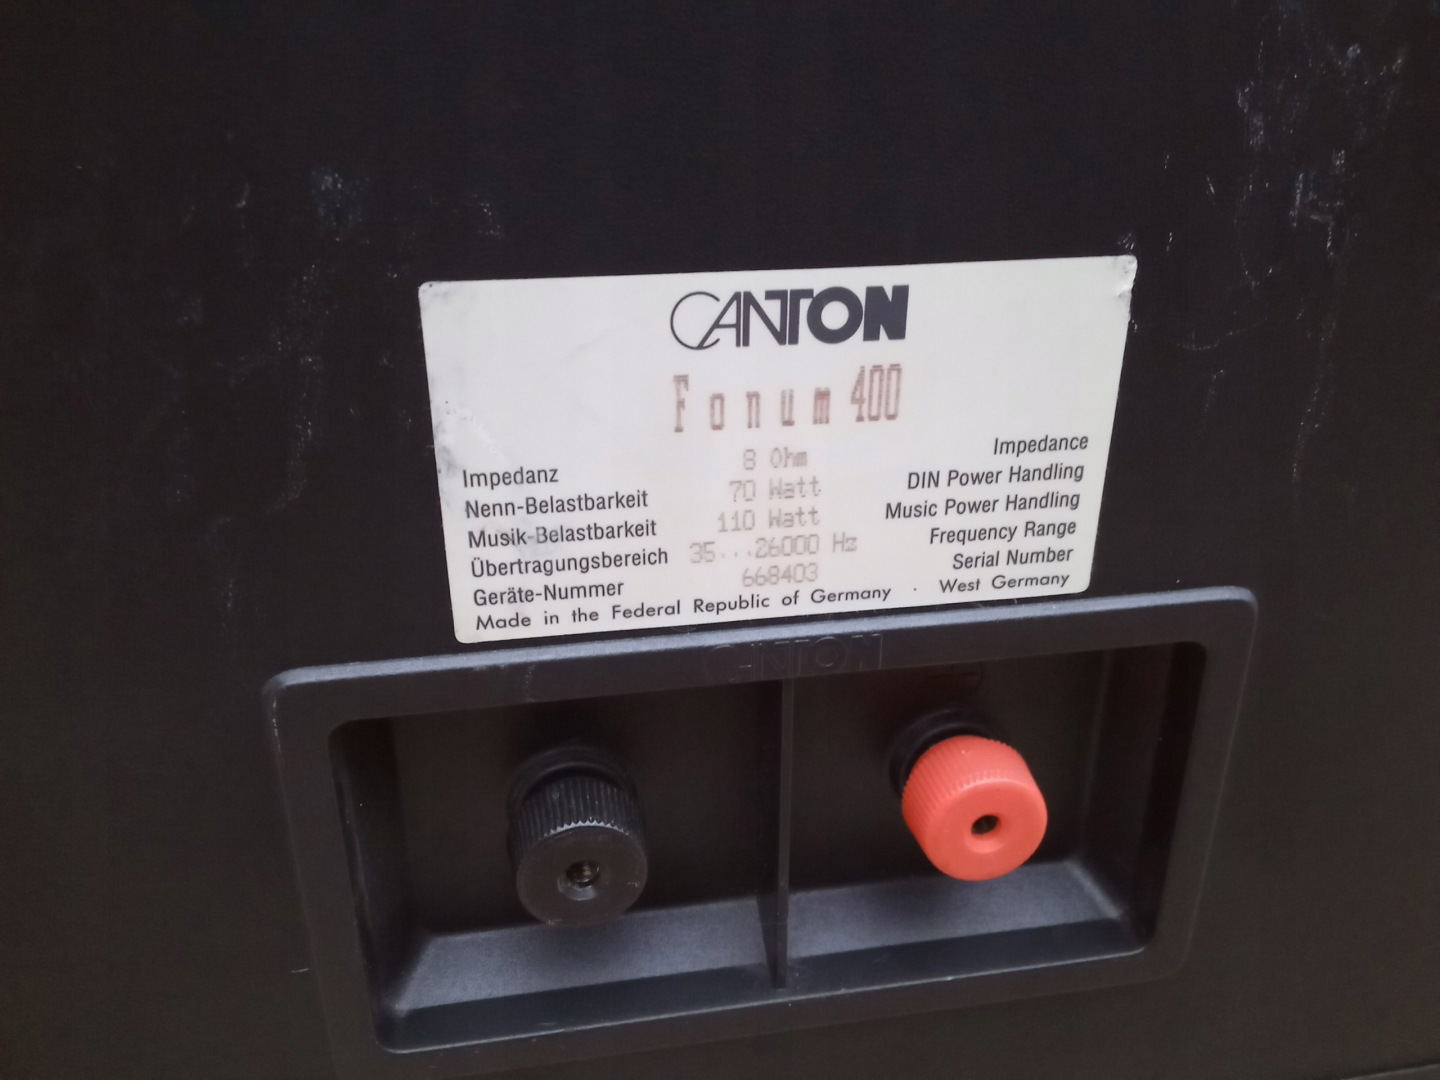 CANTON
Fonum 400
Impedanz 8 Ohm Impedance
Nenn-Belastbarkeit 70 Watt DIN Power Handling
Musik-Belastbarkeit 110 Watt Music Power Handling
Übertragungsbereich 35...26000 Hz Frequency Range
Geräte-Nummer 668403 Serial Number
Made in the Federal Republic of Germany · West Germany
CANTON